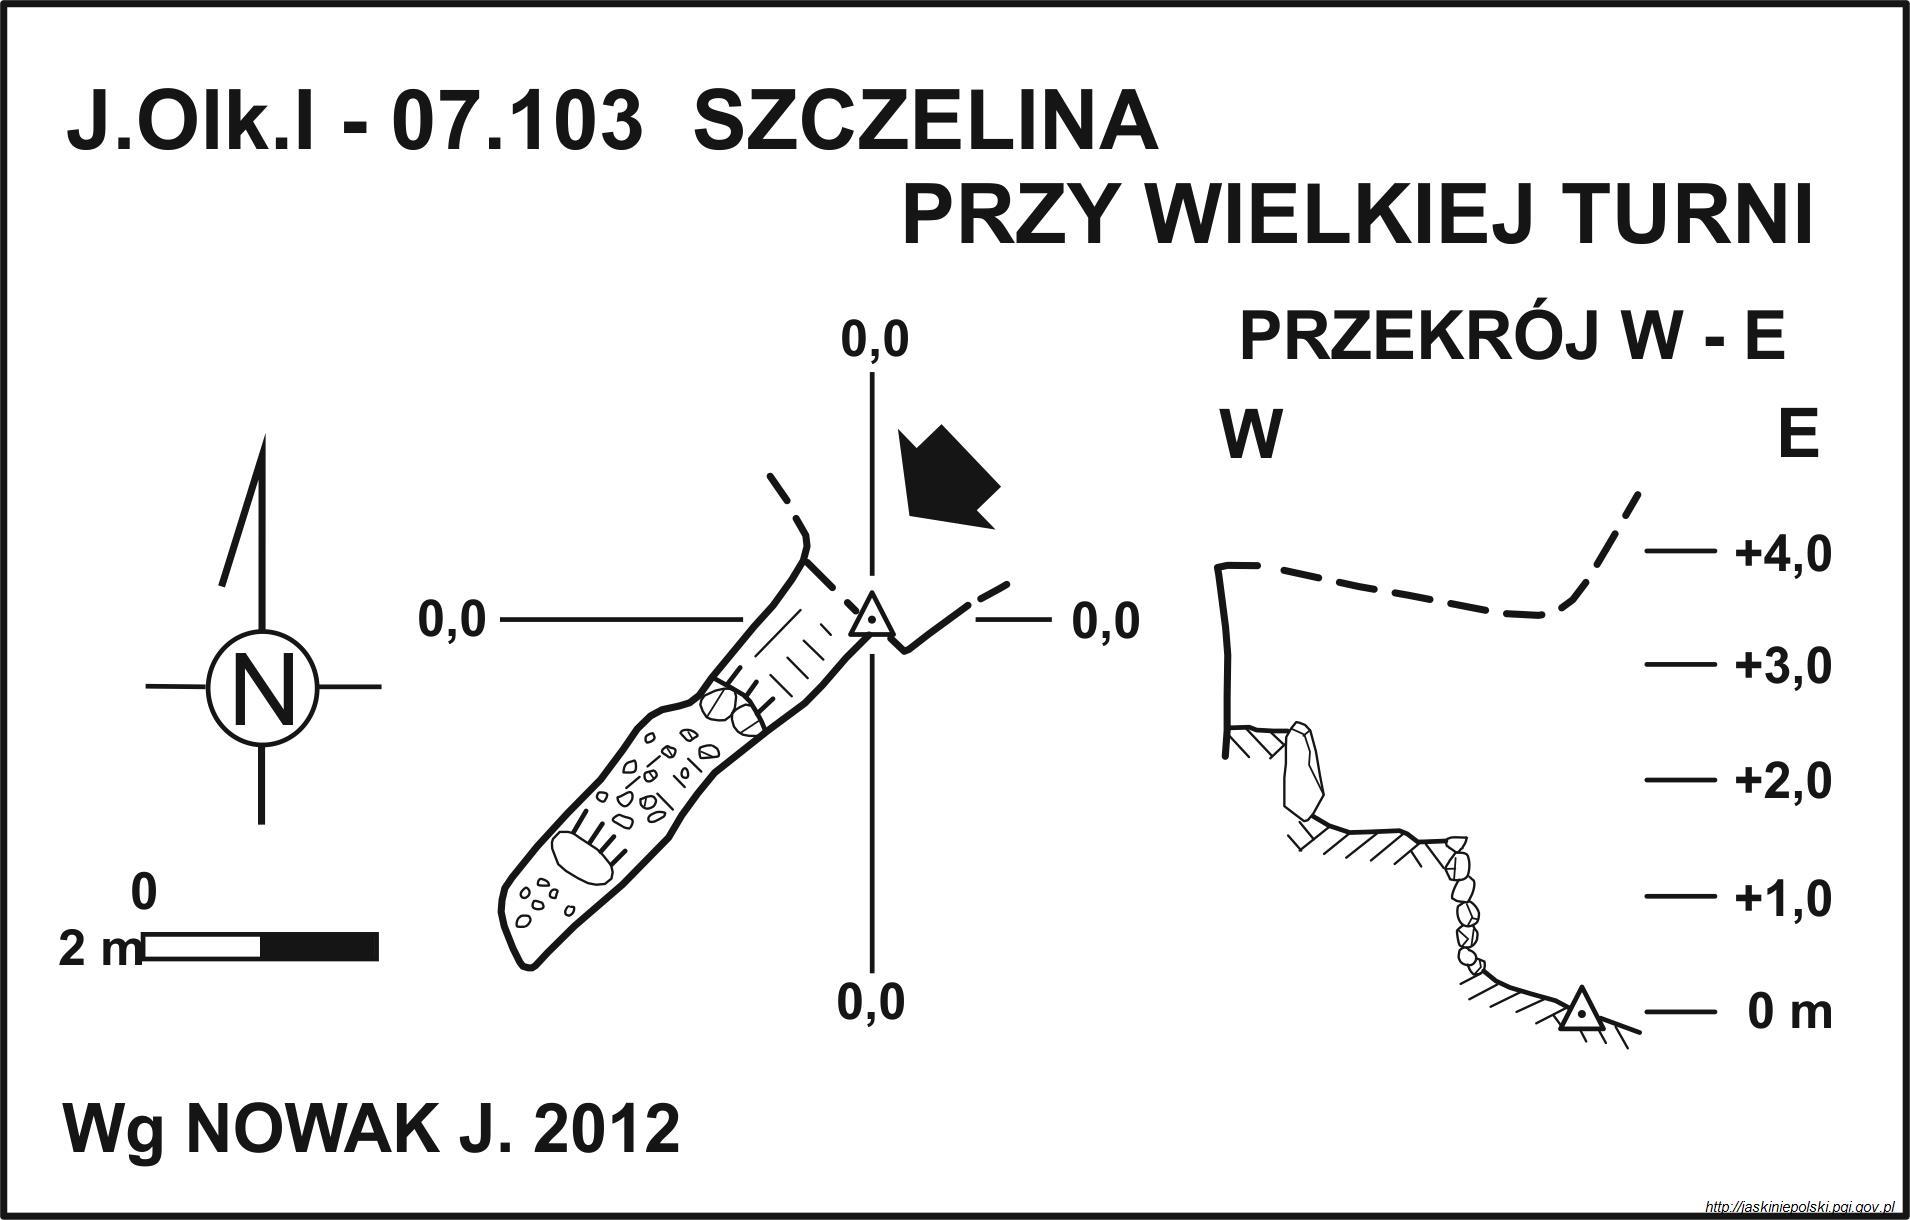 J.Olk.I - 07.103 SZCZELINA
PRZY WIELKIEJ TURNI
PRZEKRÓJ W - E
W E
0,0
0,0
0,0
0,0
N
0
2 m
+4,0
+3,0
+2,0
+1,0
0 m
Wg NOWAK J. 2012
http://jaskiniepolski.pgi.gov.pl